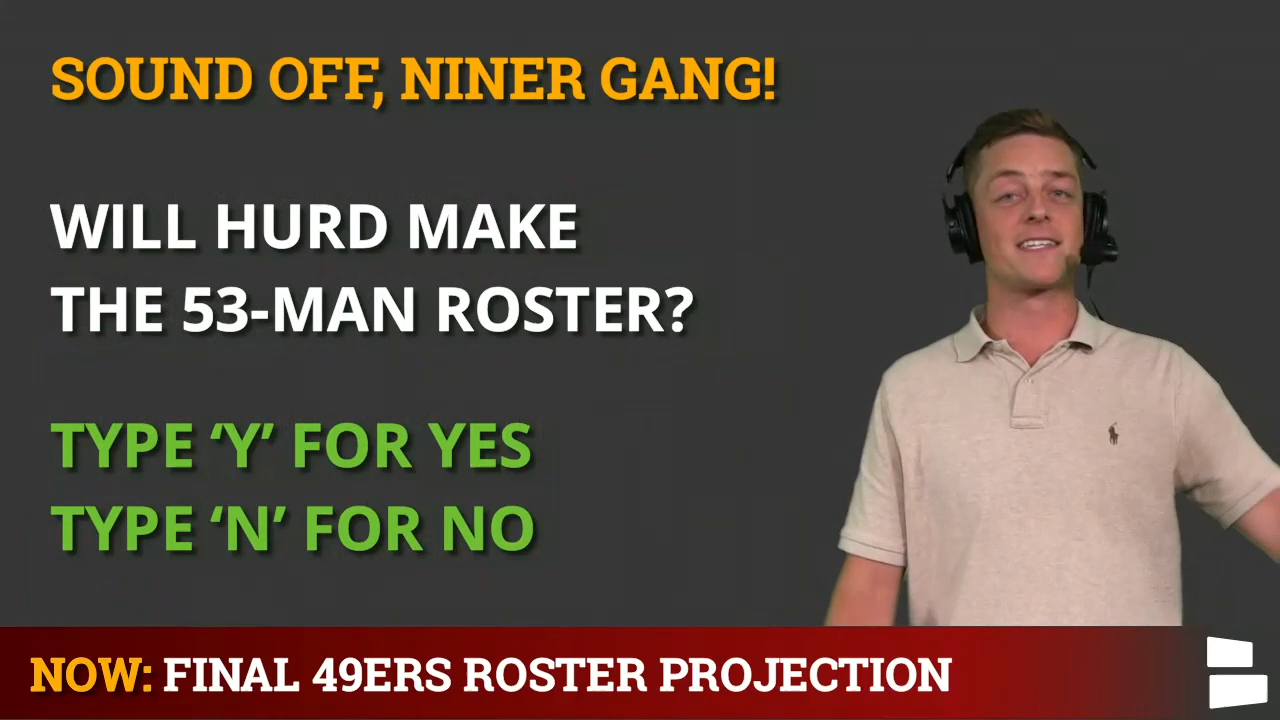 SOUND OFF, NINER GANG!
WILL HURD MAKE
THE 53-MAN ROSTER?
TYPE ‘Y’ FOR YES
TYPE ‘N’ FOR NO
NOW: FINAL 49ERS ROSTER PROJECTION